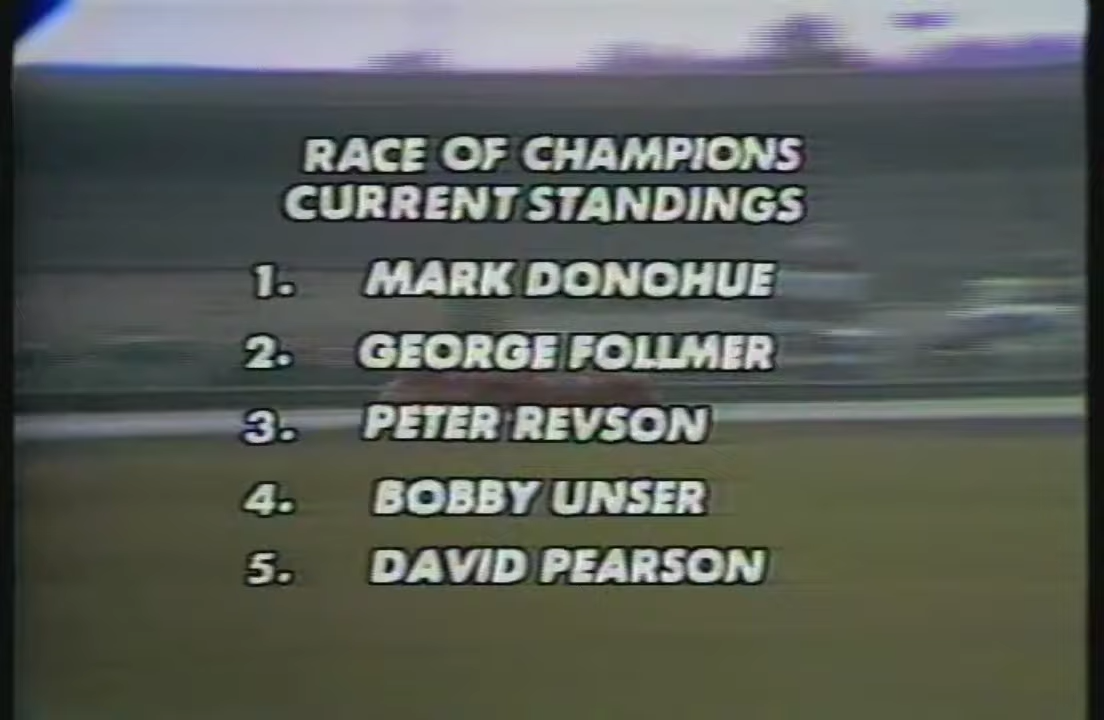 RACE OF CHAMPIONS
CURRENT STANDINGS
1. MARK DONOHUE
2. GEORGE FOLLMER
3. PETER REVSON
4. BOBBY UNSER
5. DAVID PEARSON